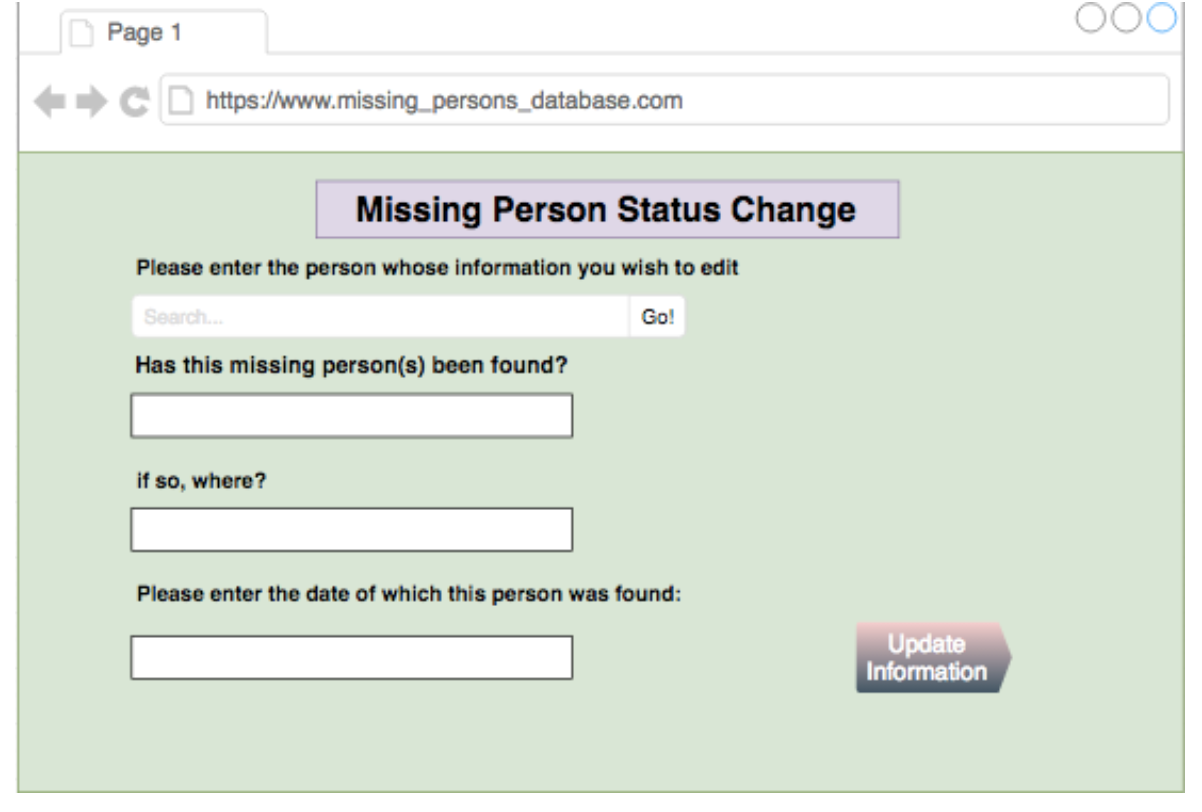 Page 1
https://www.missing_persons_database.com
Missing Person Status Change
Please enter the person whose information you wish to edit
Search... Go!
Has this missing person(s) been found?
if so, where?
Please enter the date of which this person was found:
Update
Information